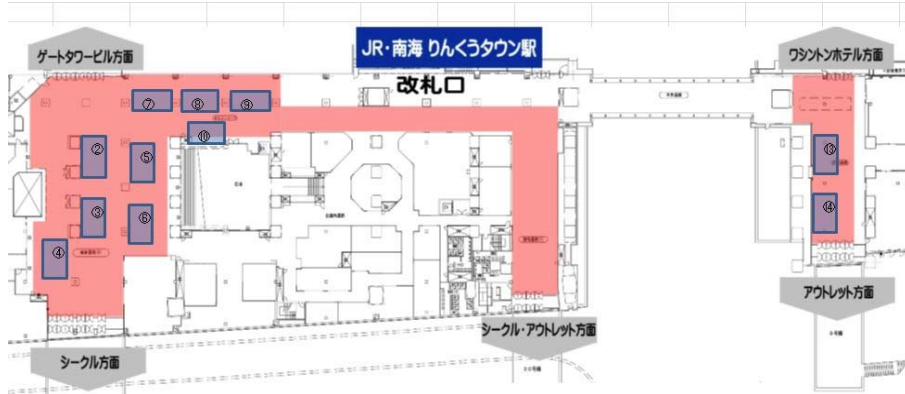 JR・南海 りんくうタウン駅
ゲートタワービル方面
ワシントンホテル方面
改札口
⑦
⑧
⑨
⑩
②
⑤
⑬
③
⑥
⑭
④
アウトレット方面
シークル・アウトレット方面
シークル方面